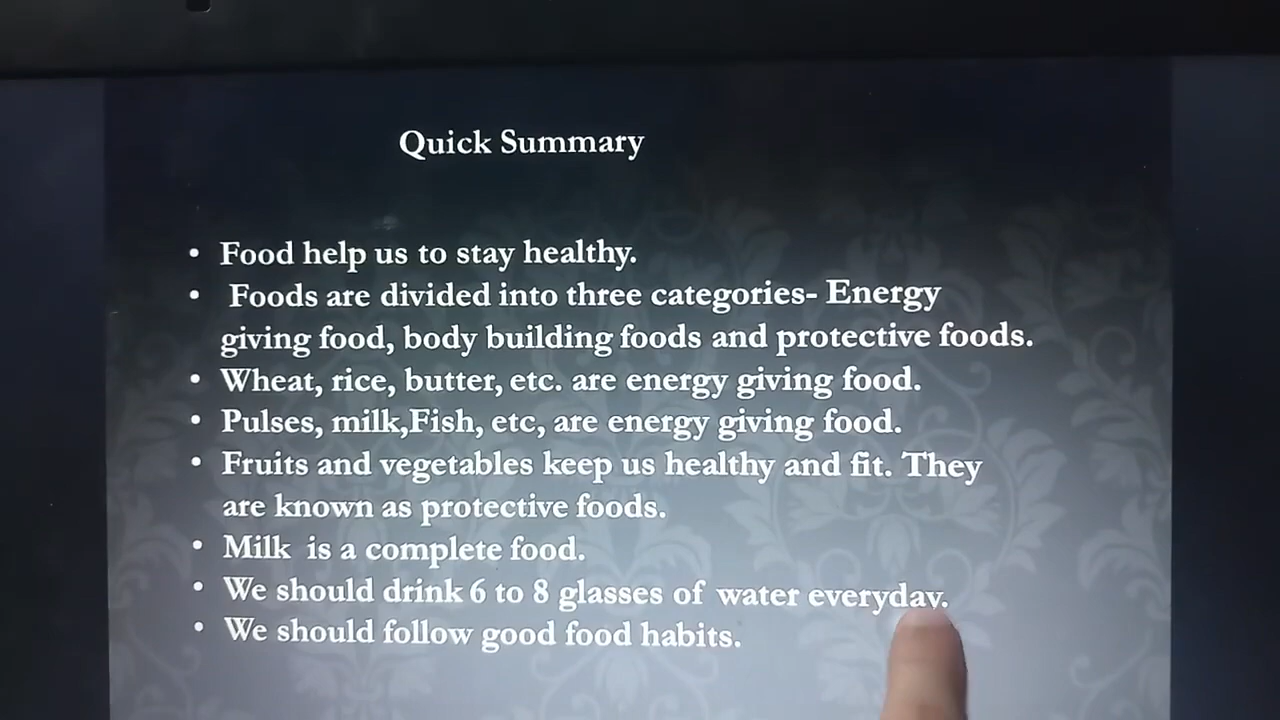 Quick Summary
• Food help us to stay healthy.
• Foods are divided into three categories- Energy
giving food, body building foods and protective foods.
• Wheat, rice, butter, etc. are energy giving food.
• Pulses, milk,Fish, etc, are energy giving food.
• Fruits and vegetables keep us healthy and fit. They
are known as protective foods.
• Milk is a complete food.
• We should drink 6 to 8 glasses of water everyday.
• We should follow good food habits.